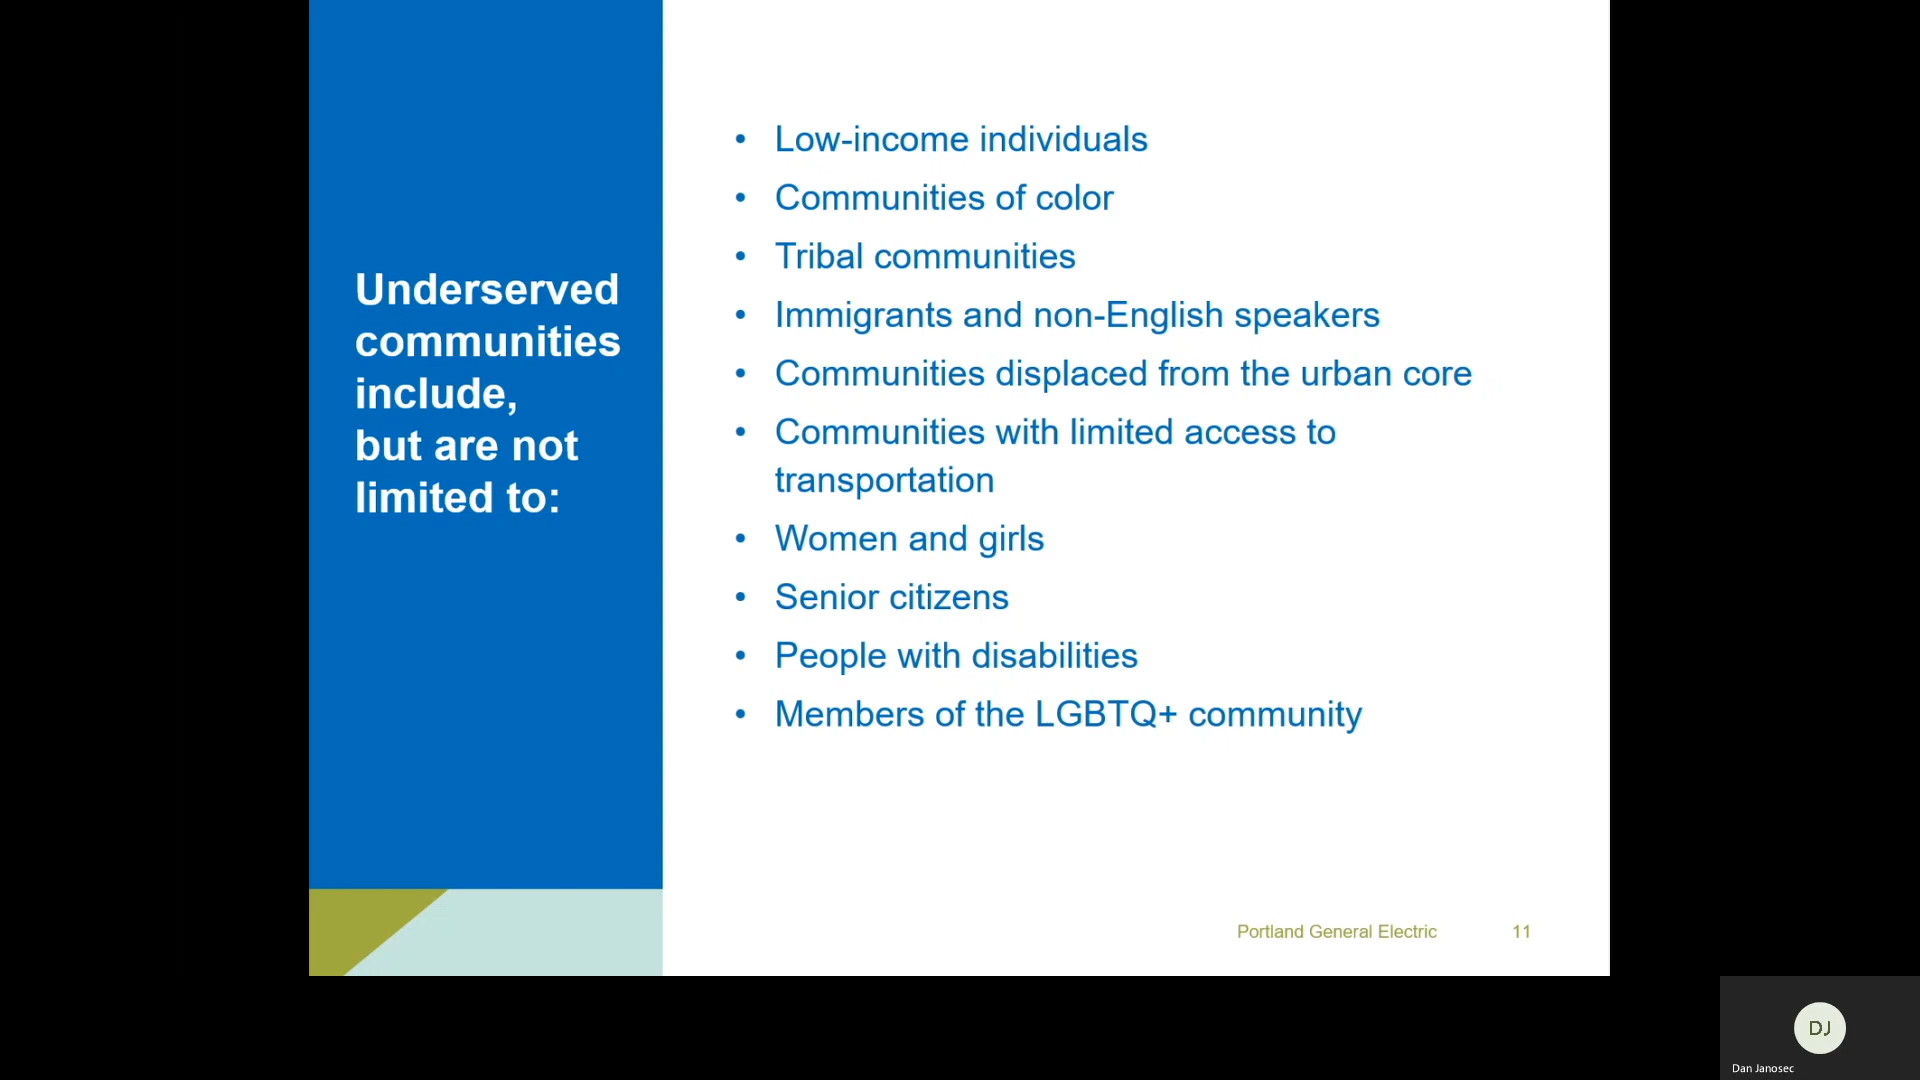 Underserved
communities
include,
but are not
limited to:
• Low-income individuals
• Communities of color
• Tribal communities
• Immigrants and non-English speakers
• Communities displaced from the urban core
• Communities with limited access to
transportation
• Women and girls
• Senior citizens
• People with disabilities
• Members of the LGBTQ+ community
Portland General Electric 11
DJ
Dan Janosec